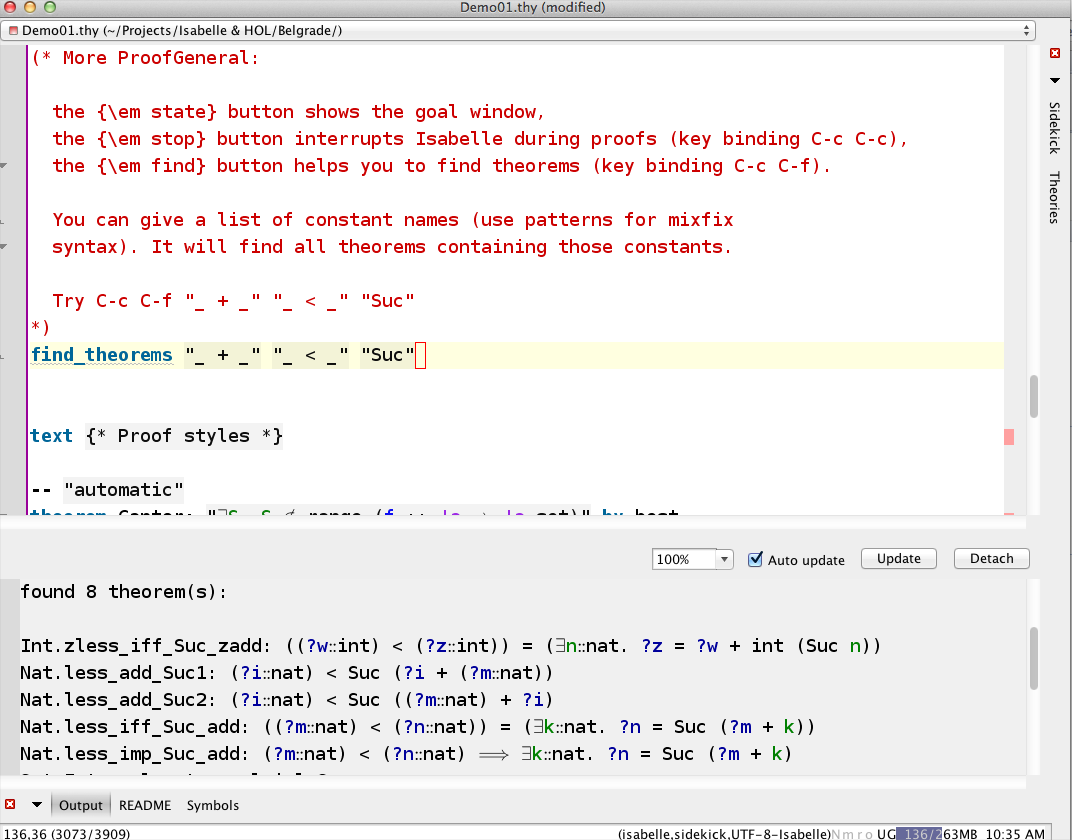 Demo01.thy (modified)
Demo01.thy (~/Projects/Isabelle & HOL/Belgrade/)
(* More ProofGeneral:
the {\em state} button shows the goal window,
the {\em stop} button interrupts Isabelle during proofs (key binding C-c C-c),
the {\em find} button helps you to find theorems (key binding C-c C-f).
You can give a list of constant names (use patterns for mixfix
syntax). It will find all theorems containing those constants.
Try C-c C-f "_ + _" "_ < _" "Suc"
*)
find_theorems "_ + _" "_ < _" "Suc"
text {* Proof styles *}
-- "automatic"
theorem Cantor: "∃S. S ∉ range (f :: 'a ⇒ 'a set)" by best
Sidekick
Theories
100%
Auto update
Update
Detach
found 8 theorem(s):
Int.zless_iff_Suc_zadd: ((?w::int) < (?z::int)) = (∃n::nat. ?z = ?w + int (Suc n))
Nat.less_add_Suc1: (?i::nat) < Suc (?i + (?m::nat))
Nat.less_add_Suc2: (?i::nat) < Suc ((?m::nat) + ?i)
Nat.less_iff_Suc_add: ((?m::nat) < (?n::nat)) = (∃k::nat. ?n = Suc (?m + k))
Nat.less_imp_Suc_add: (?m::nat) < (?n::nat) ⟹ ∃k::nat. ?n = Suc (?m + k)
Output
README
Symbols
136,36 (3073/3909)
(isabelle,sidekick,UTF-8-Isabelle)N m r o UG 136/263MB 10:35 AM